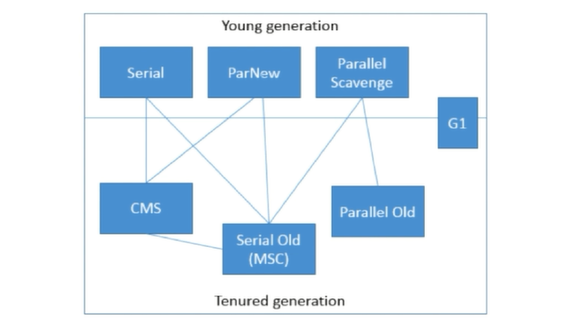 Young generation
Serial
ParNew
Parallel
Scavenge
G1
CMS
Parallel Old
Serial Old
(MSC)
Tenured generation